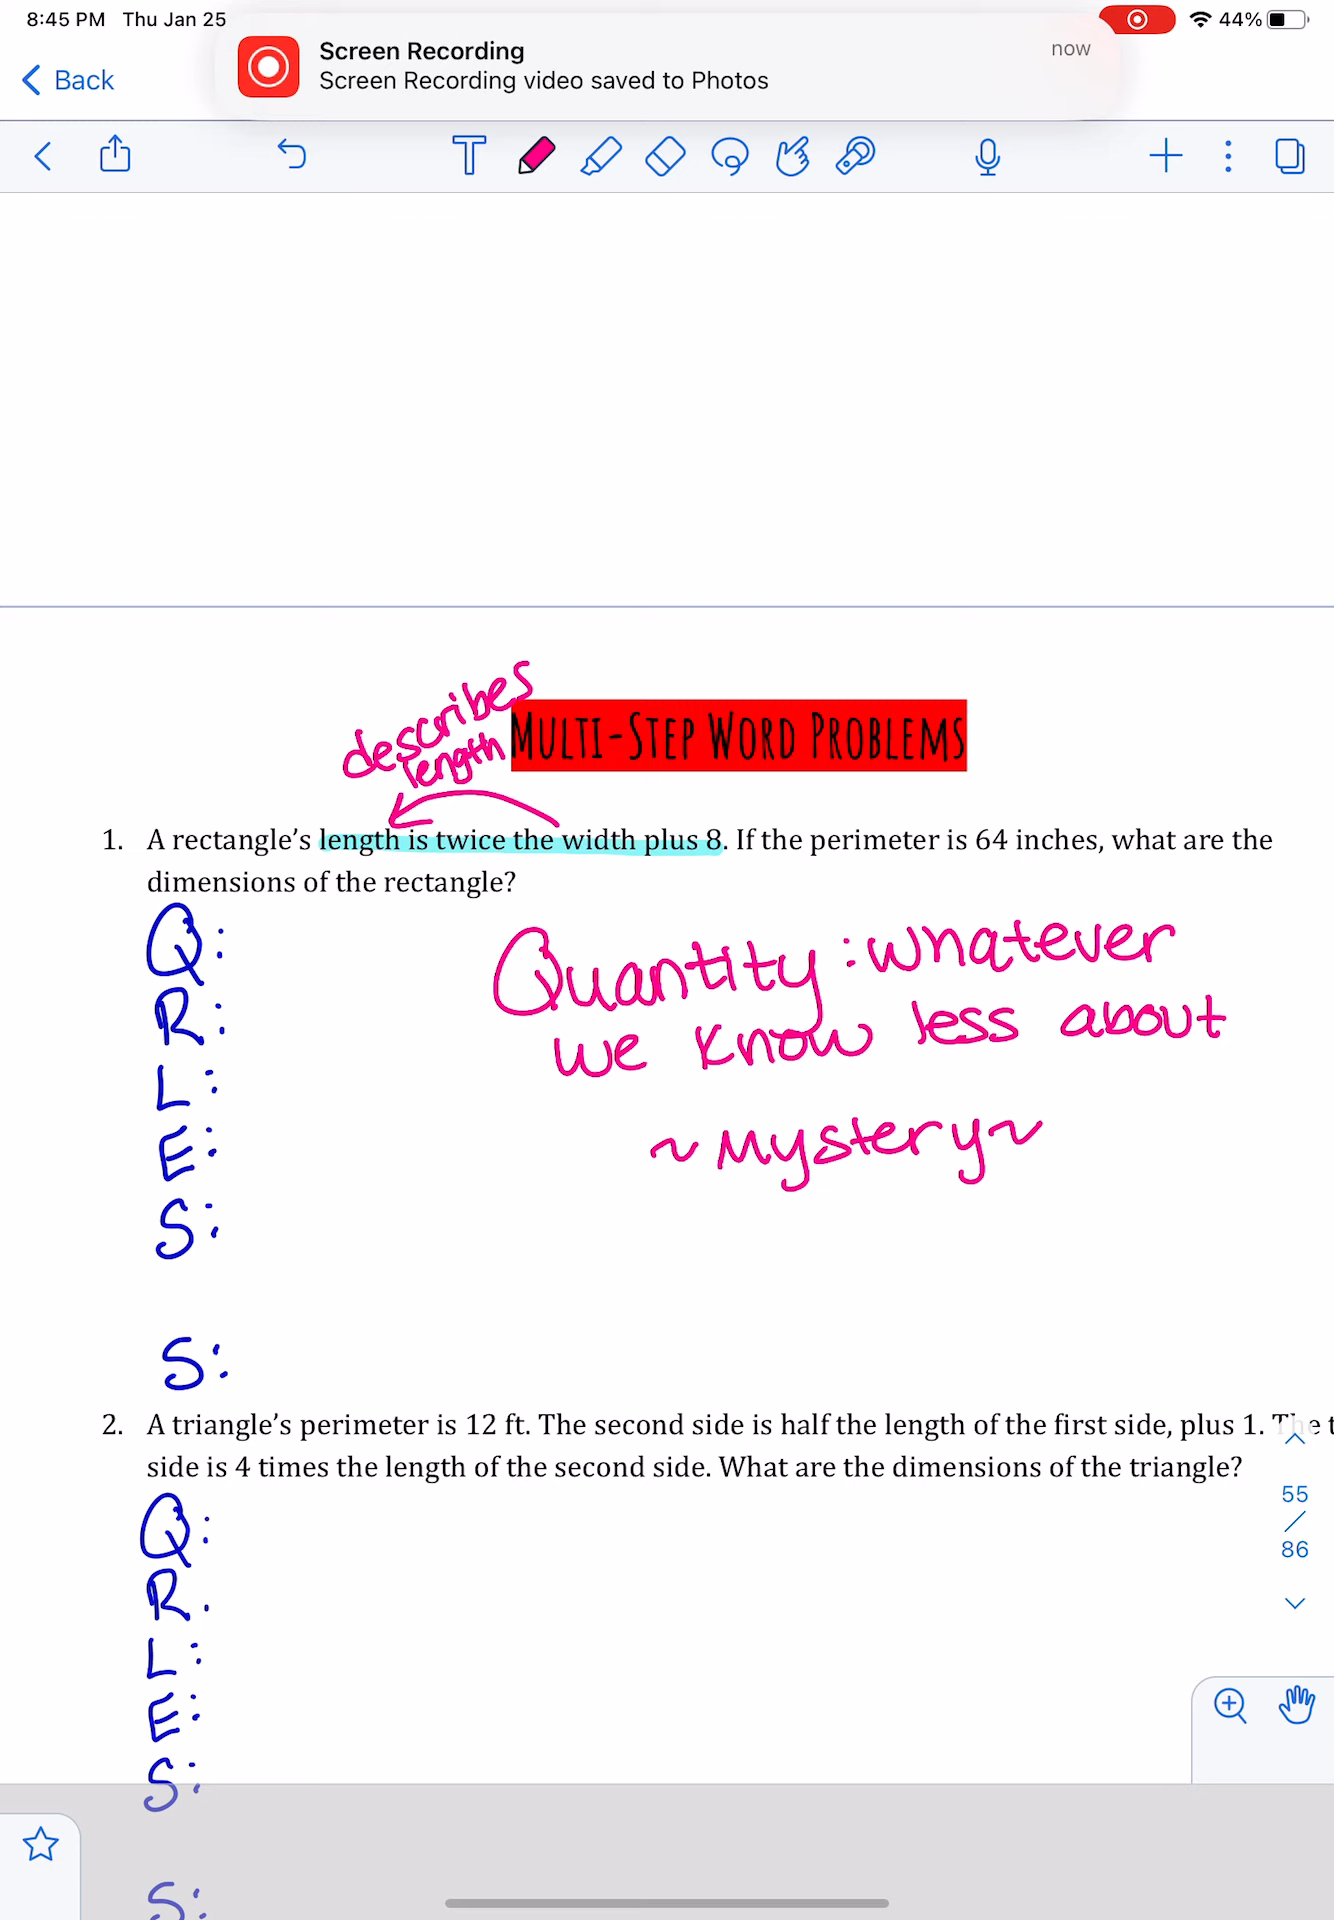 8:45 PM Thu Jan 25
44%
Screen Recording
now
Screen Recording video saved to Photos
Back
describes
length
MULTI-STEP WORD PROBLEMS
1. A rectangle's length is twice the width plus 8. If the perimeter is 64 inches, what are the
dimensions of the rectangle?
Q:
Quantity: whatever
we know less about
~Mystery~
R:
L:
E:
S:
S:
2. A triangle's perimeter is 12 ft. The second side is half the length of the first side, plus 1. The t
side is 4 times the length of the second side. What are the dimensions of the triangle?
55
/
86
Q:
R.
L:
E:
S:
S: